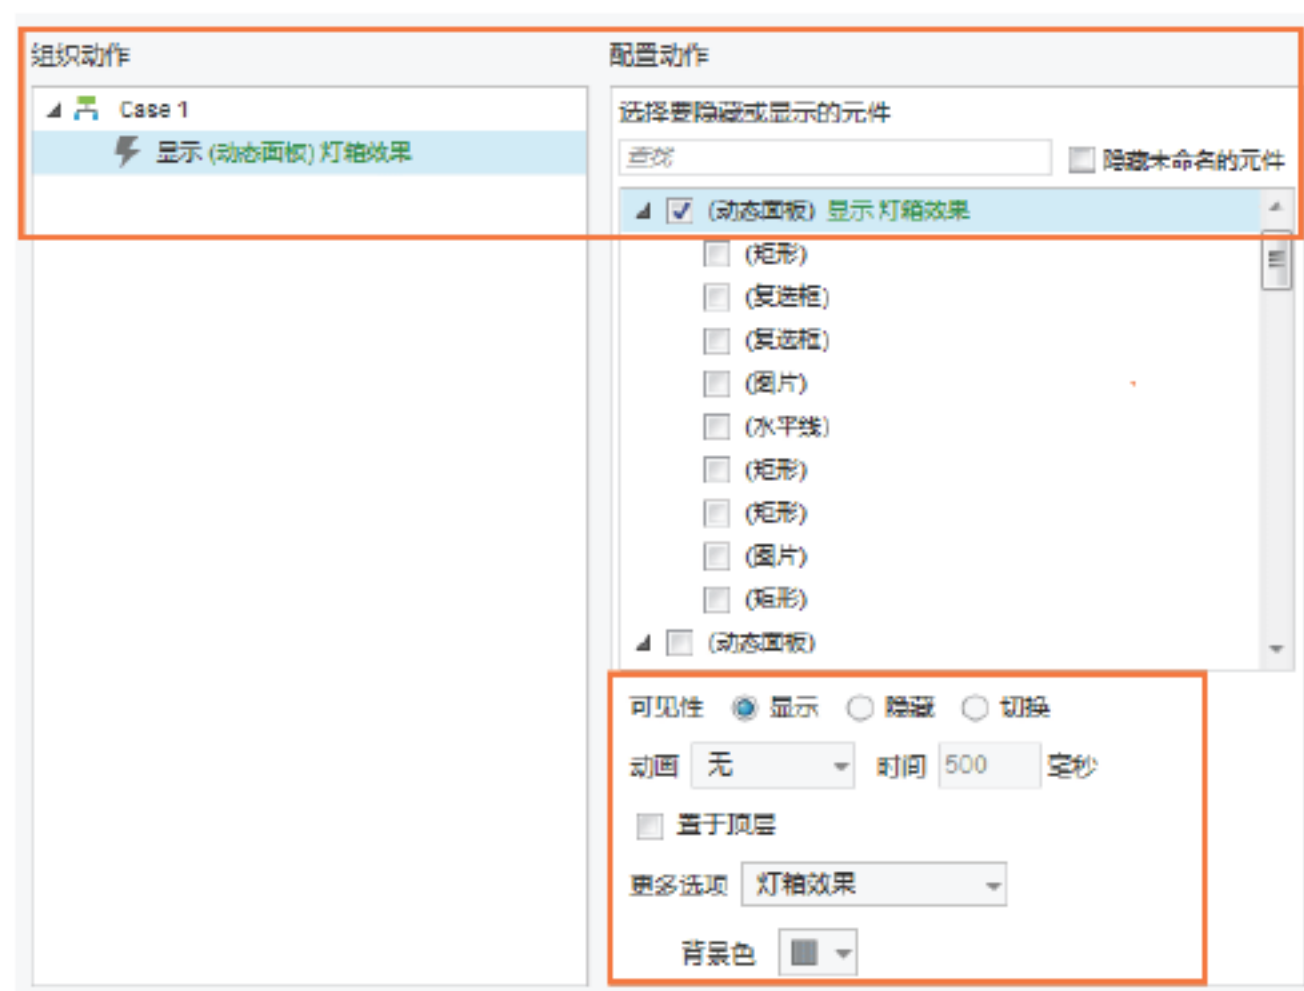 组织动作
Case 1
显示 (动态面板) 灯箱效果
配置动作
选择要隐藏或显示的元件
查找
隐藏未命名的元件
(动态面板) 显示 灯箱效果
(矩形)
(复选框)
(复选框)
(图片)
(水平线)
(矩形)
(矩形)
(图片)
(矩形)
(动态面板)
可见性 显示 隐藏 切换
动画 无 时间 500 毫秒
置于顶层
更多选项 灯箱效果
背景色